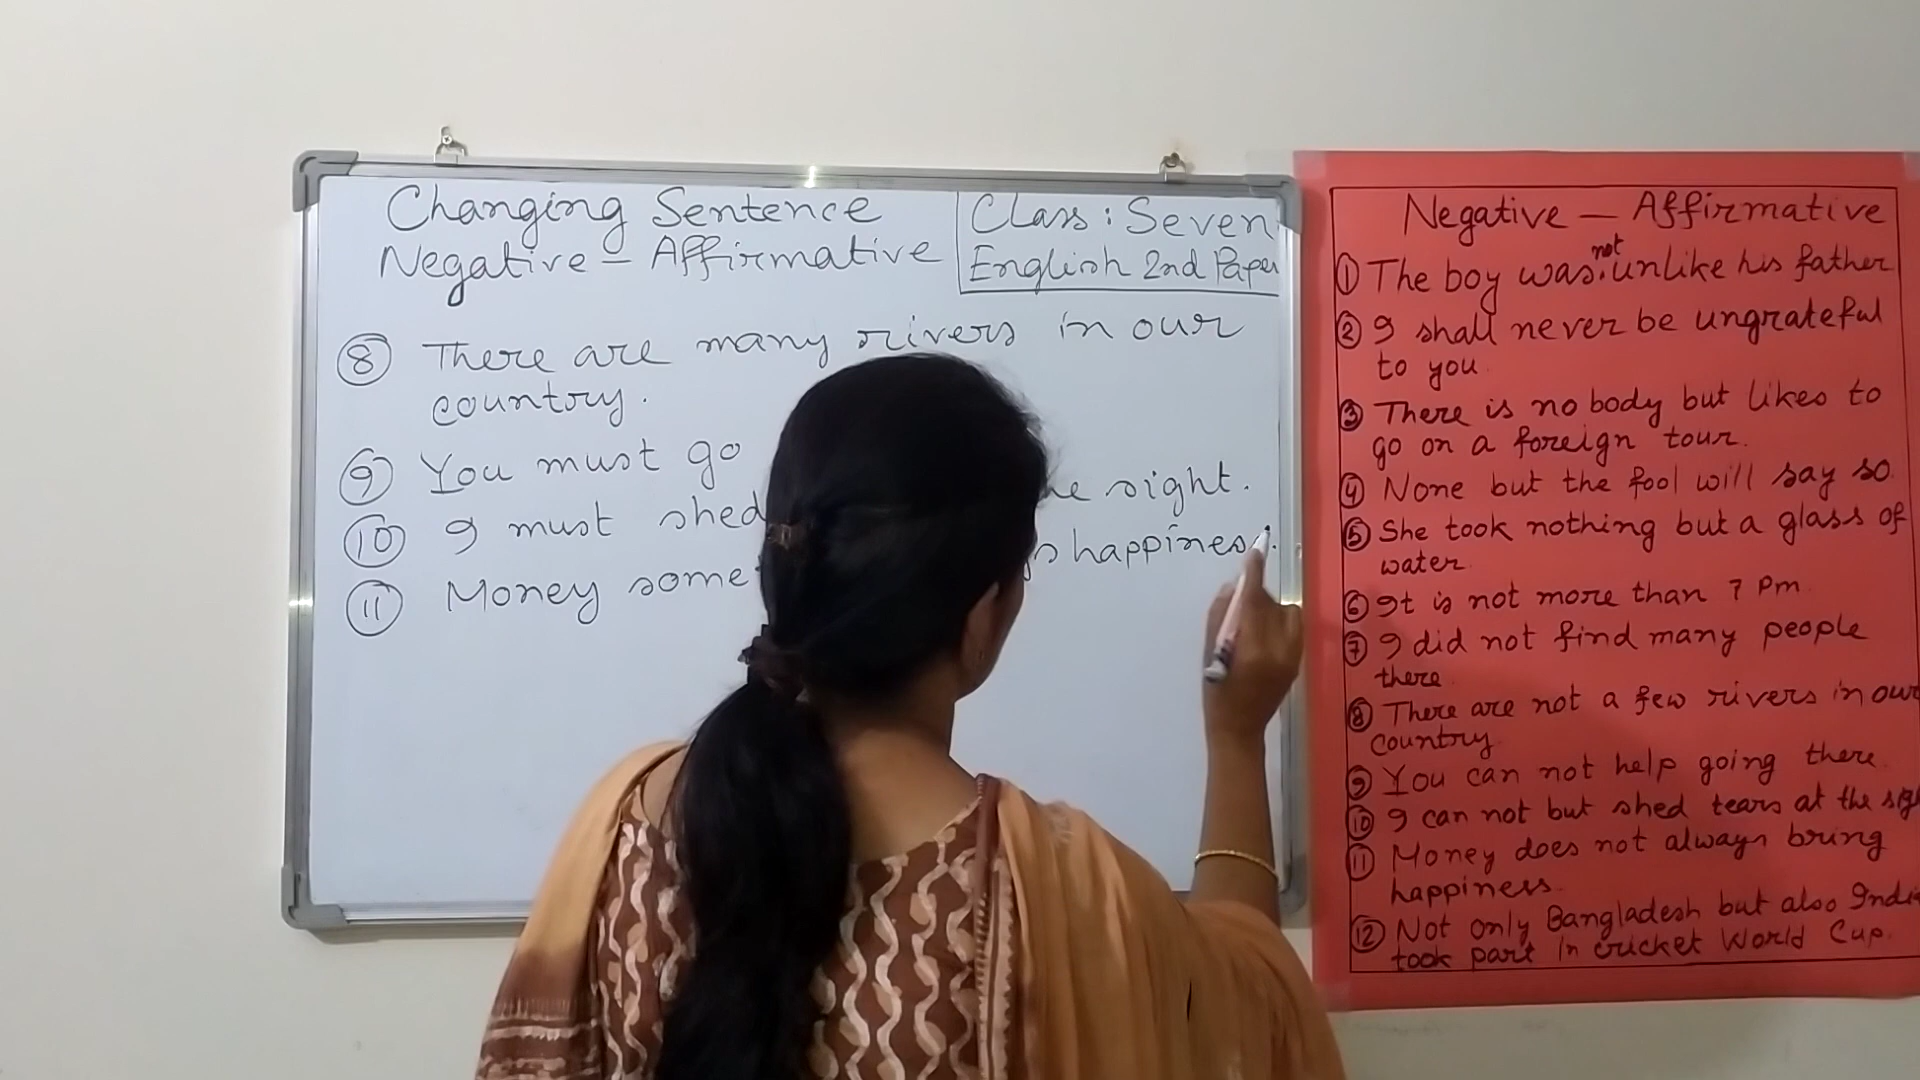 Changing Sentence
Negative – Affirmative
Class : Seven
English 2nd Paper
⑧ There are many rivers in our
country.
⑨ You must go
⑩ I must shed sight.
⑪ Money happiness.
Negative – Affirmative
① The boy was not unlike his father
② I shall never be ungrateful
to you.
③ There is nobody but likes to
go on a foreign tour.
④ None but the fool will say so.
⑤ She took nothing but a glass of
water.
⑥ It is not more than 7 Pm.
⑦ I did not find many people
there
⑧ There are not a few rivers in our
country.
⑨ You can not help going there.
⑩ I can not but shed tears at the
⑪ Money does not always bring
happiness.
⑫ Not only Bangladesh but also
took part in cricket World Cup.